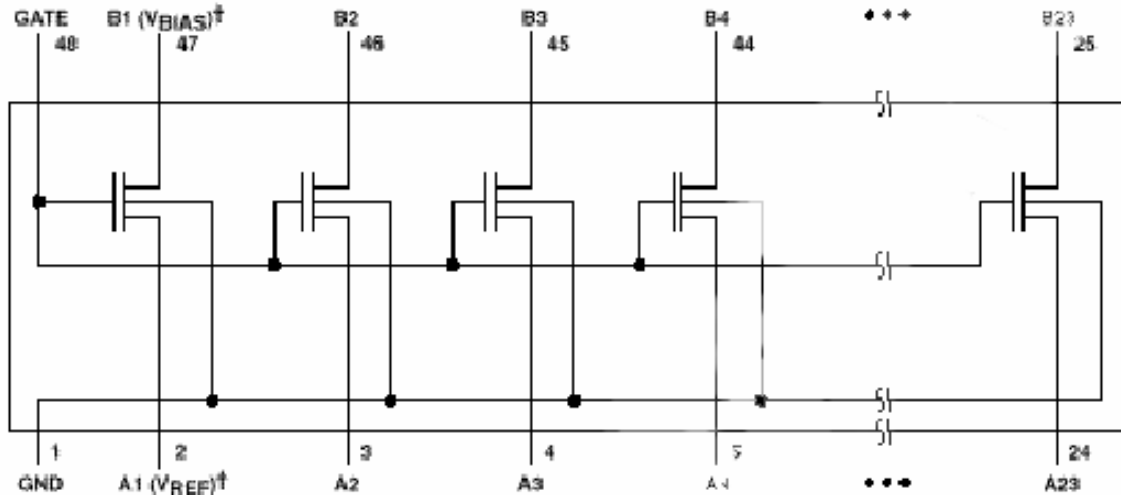 GATE B1 (VBIAS)‡ B2 B3 B4 ••• B23
48 47 46 45 44 25
1 2 3 4 5 24
GND A1 (VREF)‡ A2 A3 A4 ••• A23